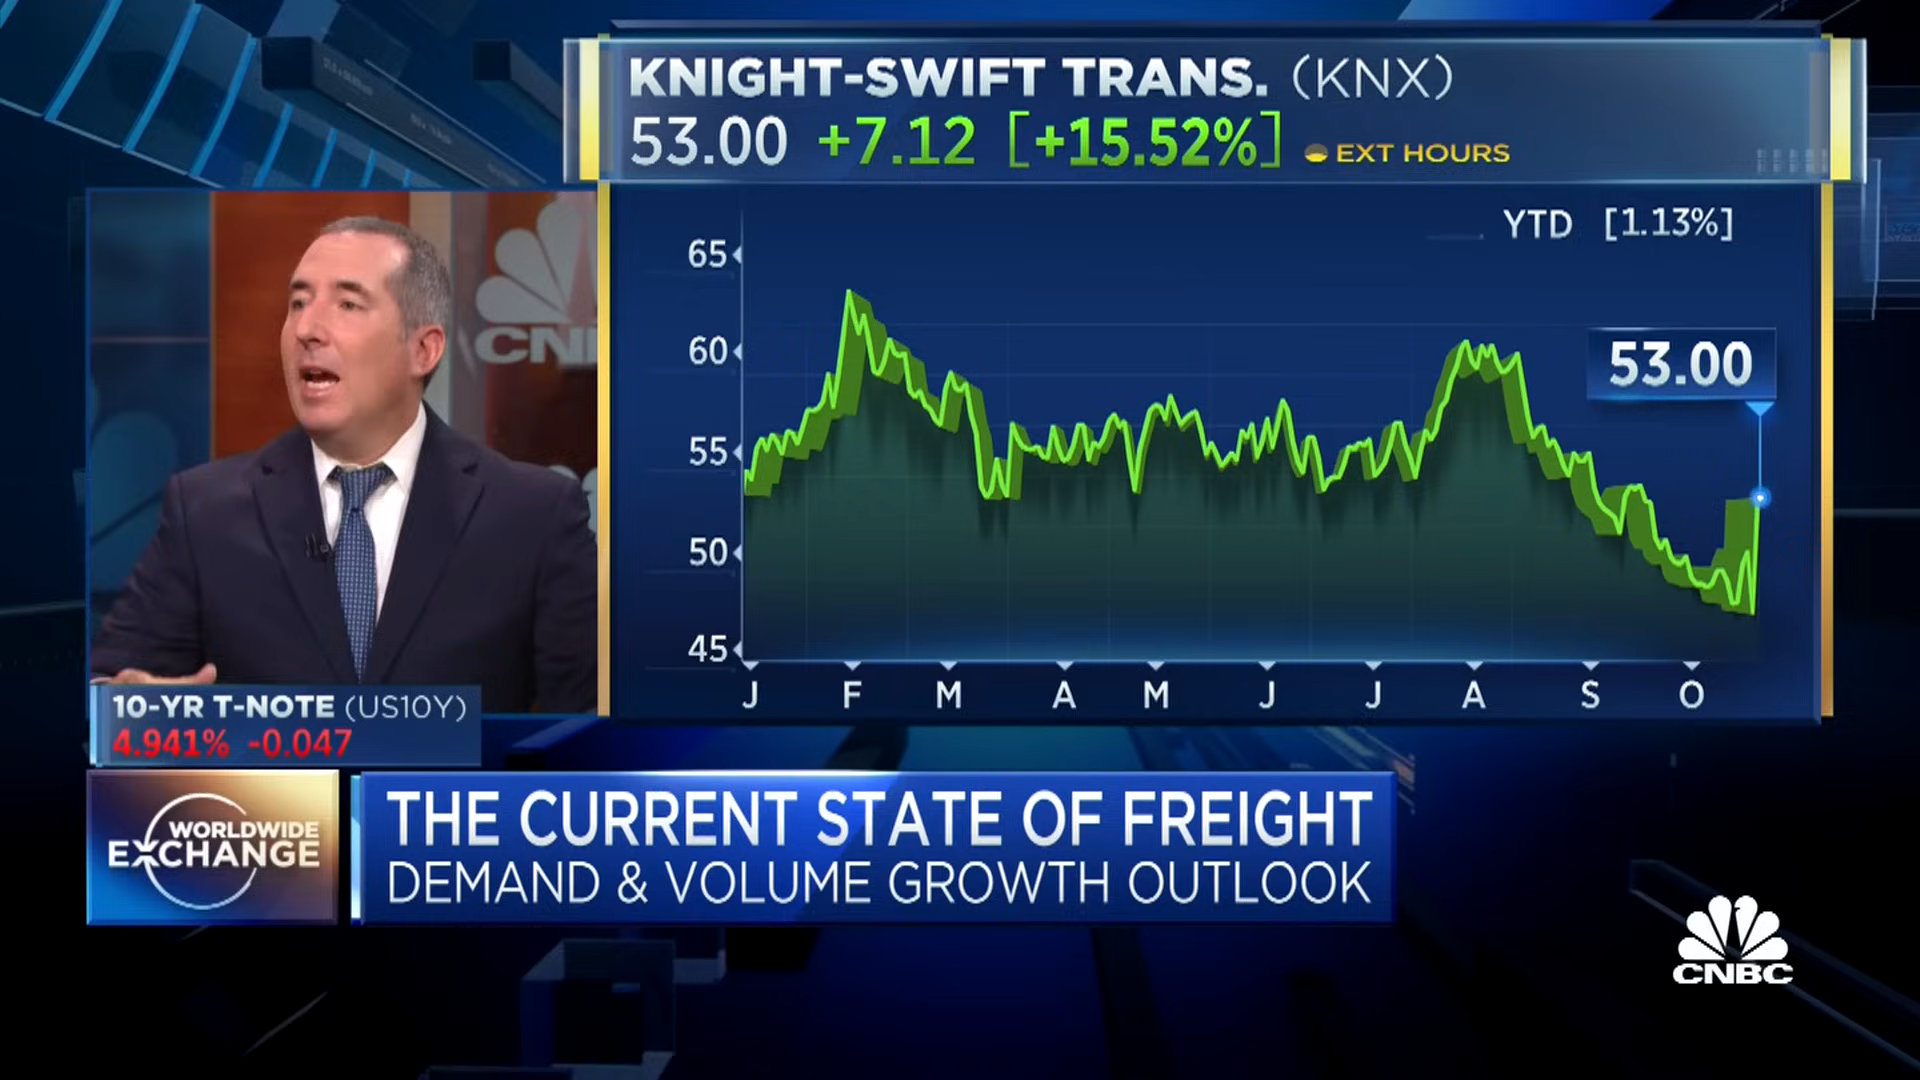 KNIGHT-SWIFT TRANS. (KNX)
53.00 +7.12 [+15.52%] EXT HOURS
YTD [1.13%]
65
60
55
50
45
53.00
J F M A M J J A S O
CN
10-YR T-NOTE (US10Y)
4.941% -0.047
WORLDWIDE
EXCHANGE
THE CURRENT STATE OF FREIGHT
DEMAND & VOLUME GROWTH OUTLOOK
CNBC